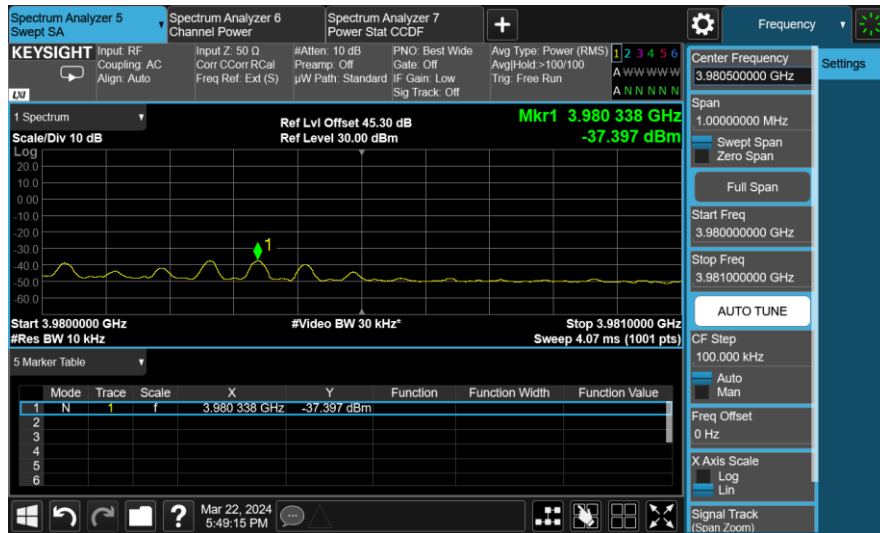 Spectrum Analyzer 5
Swept SA
Spectrum Analyzer 6
Channel Power
Spectrum Analyzer 7
Power Stat CCDF
Frequency
KEYSIGHT
LXI
Input: RF
Coupling: AC
Align: Auto
Input Z: 50 Ω
Corr CCorr RCal
Freq Ref: Ext (S)
#Atten: 10 dB
Preamp: Off
µW Path: Standard
PNO: Best Wide
Gate: Off
IF Gain: Low
Sig Track: Off
Avg Type: Power (RMS)
Avg|Hold:>100/100
Trig: Free Run
1 2 3 4 5 6
A W W W W W
A N N N N N
1 Spectrum
Scale/Div 10 dB
Ref Lvl Offset 45.30 dB
Ref Level 30.00 dBm
Mkr1 3.980 338 GHz
-37.397 dBm
Log
20.0
10.0
0.00
-10.0
-20.0
-30.0
-40.0
-50.0
-60.0
1
Start 3.9800000 GHz
#Res BW 10 kHz
#Video BW 30 kHz*
Stop 3.9810000 GHz
Sweep 4.07 ms (1001 pts)
5 Marker Table
Mode Trace Scale X Y Function Function Width Function Value
1 N 1 f 3.980 338 GHz -37.397 dBm
2
3
4
5
6
?
Mar 22, 2024
5:49:15 PM
Center Frequency
3.980500000 GHz
Settings
Span
1.00000000 MHz
Swept Span
Zero Span
Full Span
Start Freq
3.980000000 GHz
Stop Freq
3.981000000 GHz
AUTO TUNE
CF Step
100.000 kHz
Auto
Man
Freq Offset
0 Hz
X Axis Scale
Log
Lin
Signal Track
(Span Zoom)